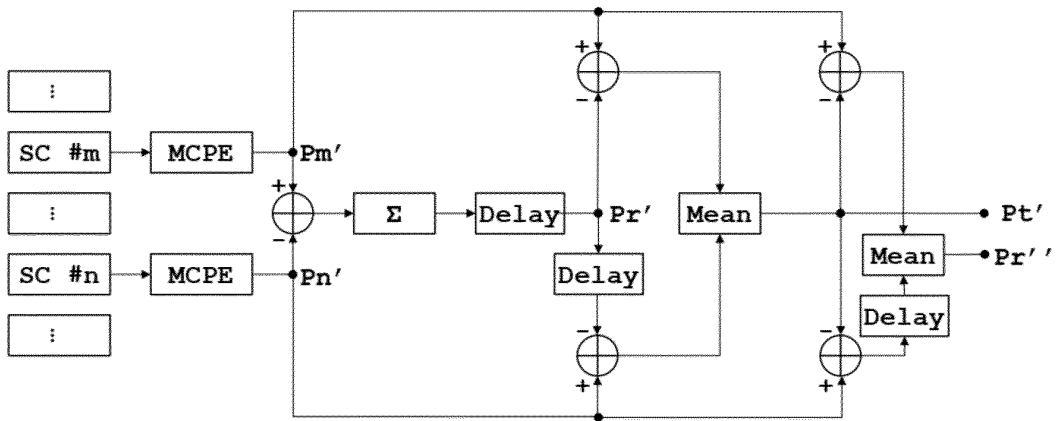 ⋮
SC #m
⋮
SC #n
⋮
MCPE
MCPE
Pm'
+
-
Pn'
Σ
Delay
Pr'
+
-
Delay
-
+
Mean
+
-
-
+
Pt'
Mean
Pr''
Delay